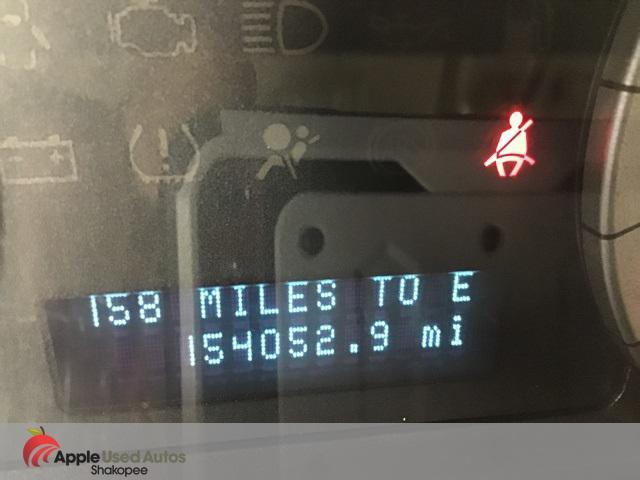 158 MILES TO E
154052.9 mi
Apple Used Autos
Shakopee